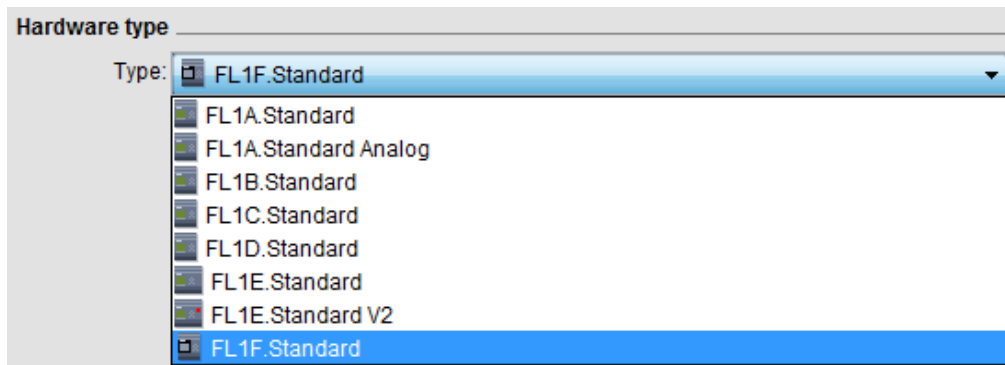 Hardware type
Type: FL1F.Standard
FL1A.Standard
FL1A.Standard Analog
FL1B.Standard
FL1C.Standard
FL1D.Standard
FL1E.Standard
FL1E.Standard V2
FL1F.Standard